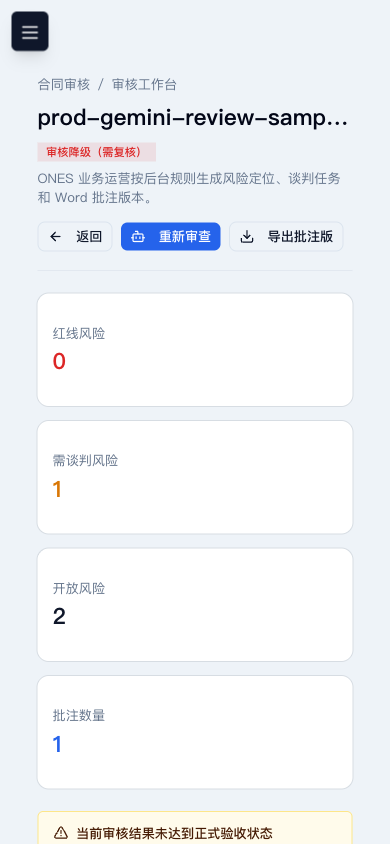 合同审核 / 审核工作台
prod-gemini-review-samp...
审核降级（需复核）
ONES 业务运营按后台规则生成风险定位、谈判任务
和 Word 批注版本。
返回 重新审查 导出批注版
红线风险
0
需谈判风险
1
开放风险
2
批注数量
1
当前审核结果未达到正式验收状态